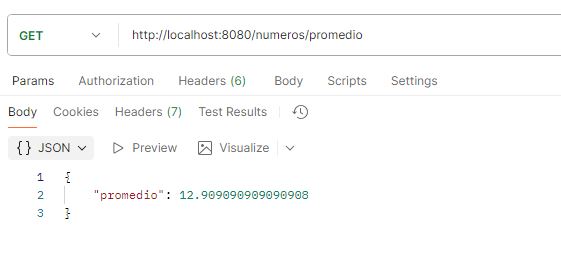 GET http://localhost:8080/numeros/promedio
Params Authorization Headers (6) Body Scripts Settings
Body Cookies Headers (7) Test Results
{} JSON Preview Visualize
1 {
2 "promedio": 12.909090909090908
3 }